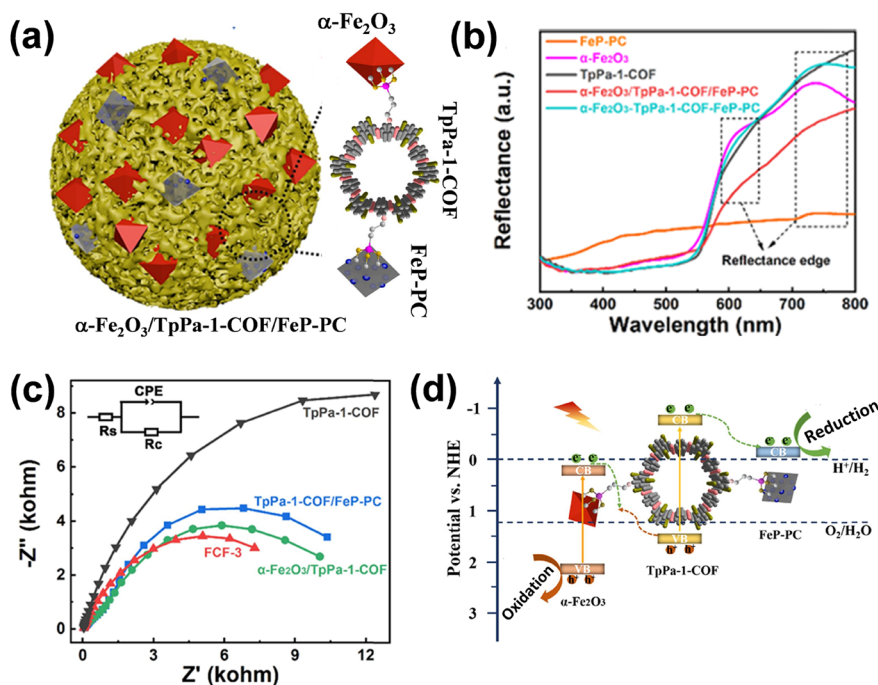 (a)
α-Fe₂O₃
TpPa-1-COF
FeP-PC
α-Fe₂O₃/TpPa-1-COF/FeP-PC
(b)
FeP-PC
α-Fe₂O₃
TpPa-1-COF
α-Fe₂O₃/TpPa-1-COF/FeP-PC
α-Fe₂O₃-TpPa-1-COF-FeP-PC
Reflectance edge
Reflectance (a.u.)
300 400 500 600 700 800
Wavelength (nm)
(c)
CPE
Rs
Rc
TpPa-1-COF
TpPa-1-COF/FeP-PC
FCF-3
α-Fe₂O₃/TpPa-1-COF
-Z'' (kohm)
8
6
4
2
0
0 3 6 9 12
Z' (kohm)
(d)
Potential vs. NHE
-1
0
1
2
3
e⁻ e⁻
CB
e⁻ e⁻
CB
e⁻ e⁻
CB
Reduction
H⁺/H₂
O₂/H₂O
FeP-PC
VB
h⁺ h⁺
TpPa-1-COF
VB
h⁺ h⁺
α-Fe₂O₃
Oxidation